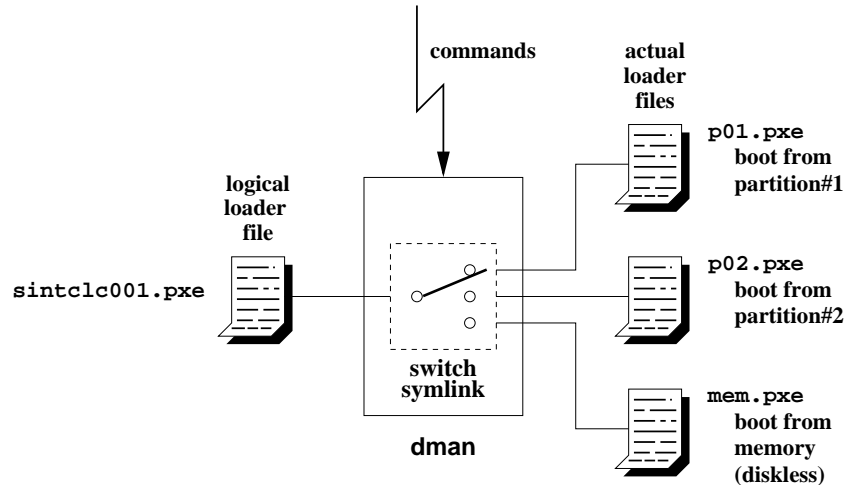 commands
actual
loader
files
p01.pxe
boot from
partition#1
logical
loader
file
sintclc001.pxe
p02.pxe
boot from
partition#2
switch
symlink
dman
mem.pxe
boot from
memory
(diskless)